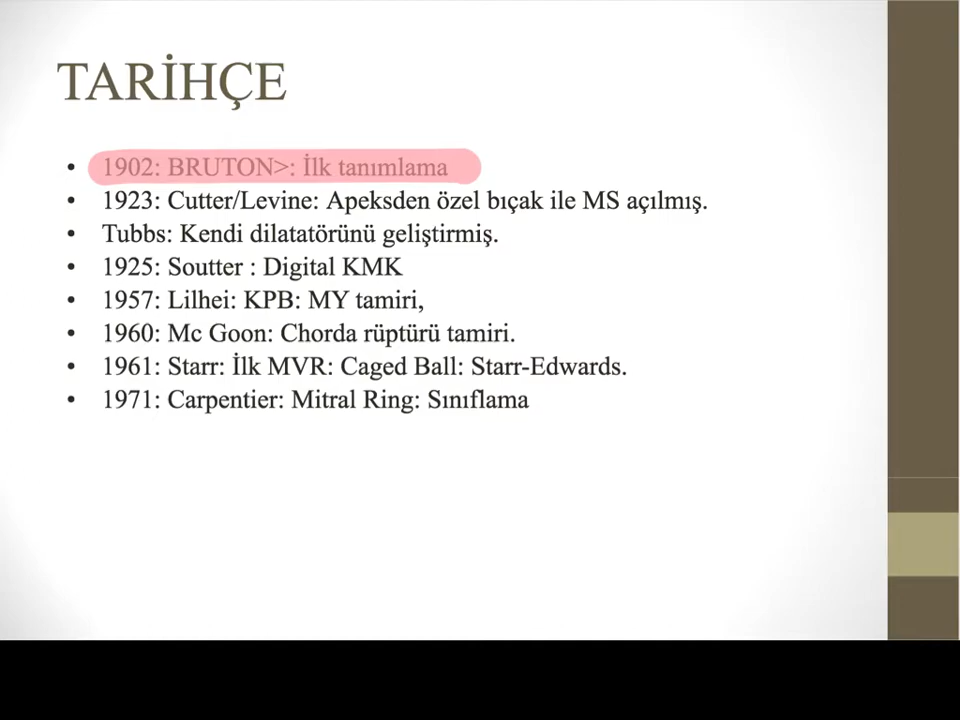 TARİHÇE
• 1902: BRUTON>: İlk tanımlama
• 1923: Cutter/Levine: Apeksden özel bıçak ile MS açılmış.
• Tubbs: Kendi dilatatörünü geliştirmiş.
• 1925: Soutter : Digital KMK
• 1957: Lilhei: KPB: MY tamiri,
• 1960: Mc Goon: Chorda rüptürü tamiri.
• 1961: Starr: İlk MVR: Caged Ball: Starr-Edwards.
• 1971: Carpentier: Mitral Ring: Sınıflama